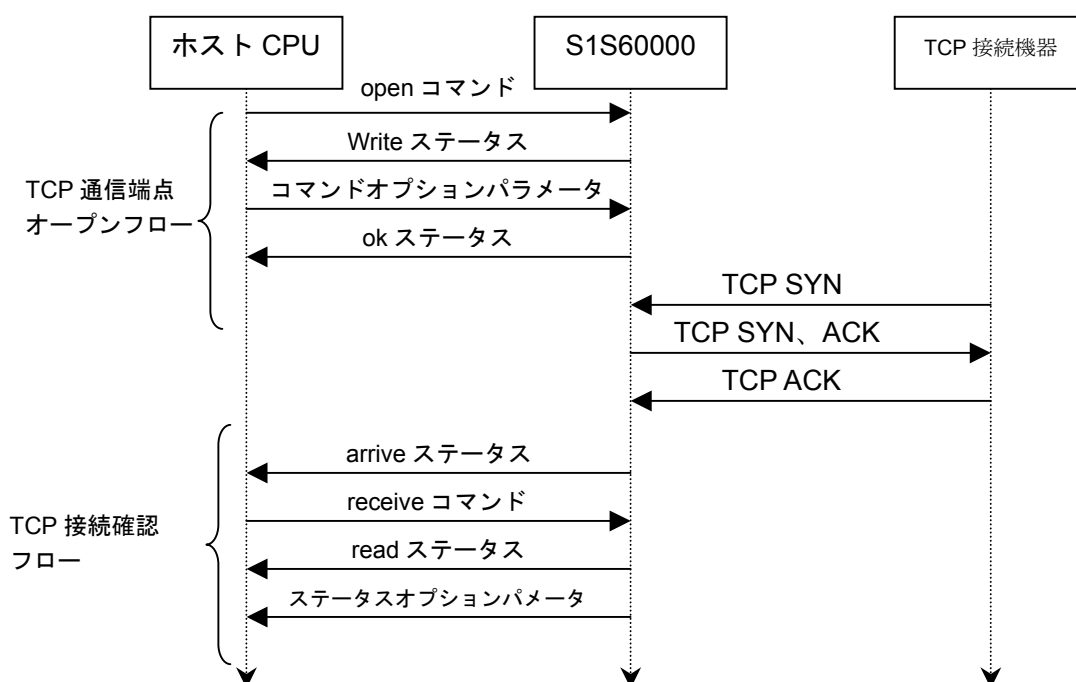 ホスト CPU
S1S60000
TCP 接続機器
open コマンド
Write ステータス
TCP 通信端点
オープンフロー
コマンドオプションパラメータ
ok ステータス
TCP SYN
TCP SYN、ACK
TCP ACK
arrive ステータス
receive コマンド
TCP 接続確認
フロー
read ステータス
ステータスオプションパメータ